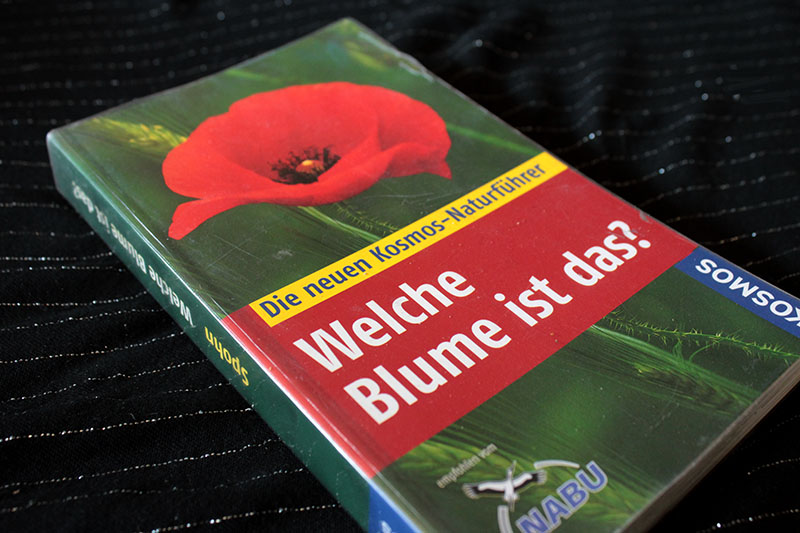 Die neuen Kosmos-Naturführer
Welche
Blume ist das?
KOSMOS
empfohlen vom
NABU
Spohn Welche Blume ist das?